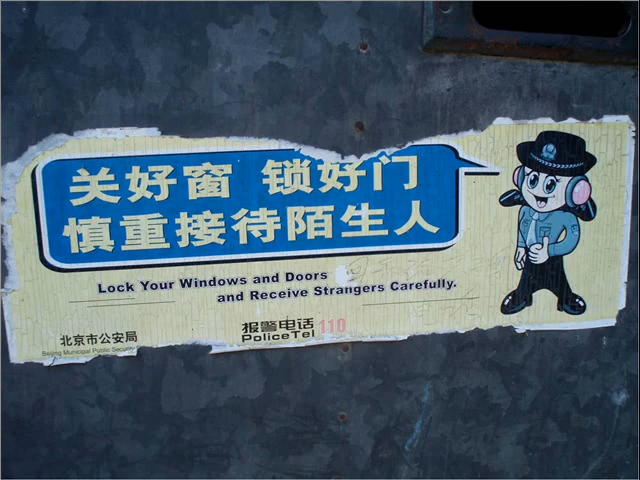 关好窗 锁好门
慎重接待陌生人
Lock Your Windows and Doors
and Receive Strangers Carefully.
北京市公安局
Beijing Municipal Public Security
报警电话 110
PoliceTel